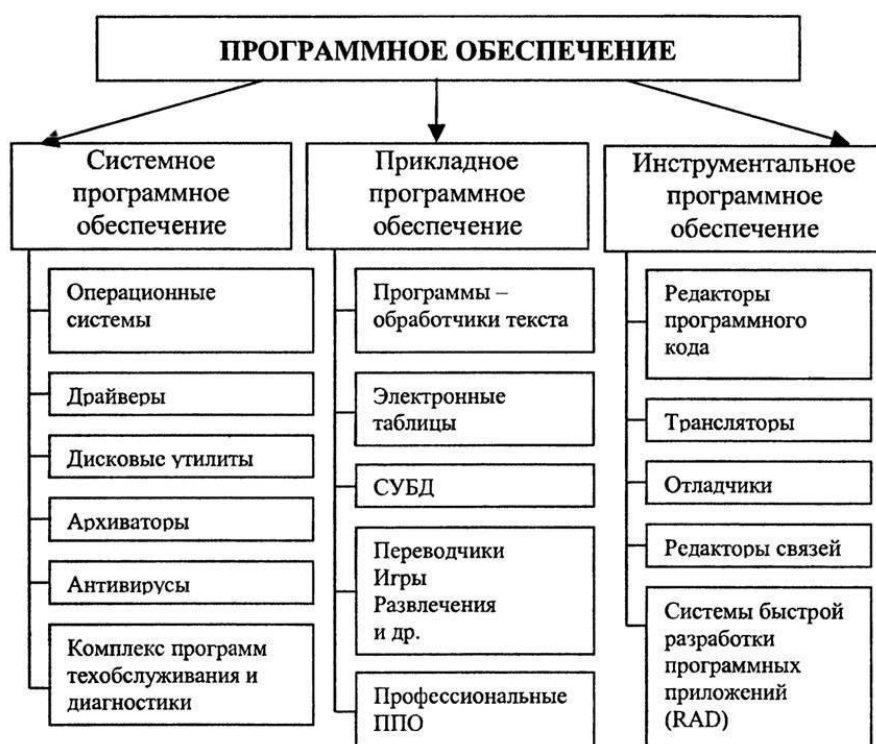 ПРОГРАММНОЕ ОБЕСПЕЧЕНИЕ
Системное
программное
обеспечение
Операционные
системы
Драйверы
Дисковые утилиты
Архиваторы
Антивирусы
Комплекс программ
техобслуживания и
диагностики
Прикладное
программное
обеспечение
Программы –
обработчики текста
Электронные
таблицы
СУБД
Переводчики
Игры
Развлечения
и др.
Профессиональные
ППО
Инструментальное
программное
обеспечение
Редакторы
программного
кода
Трансляторы
Отладчики
Редакторы связей
Системы быстрой
разработки
программных
приложений
(RAD)